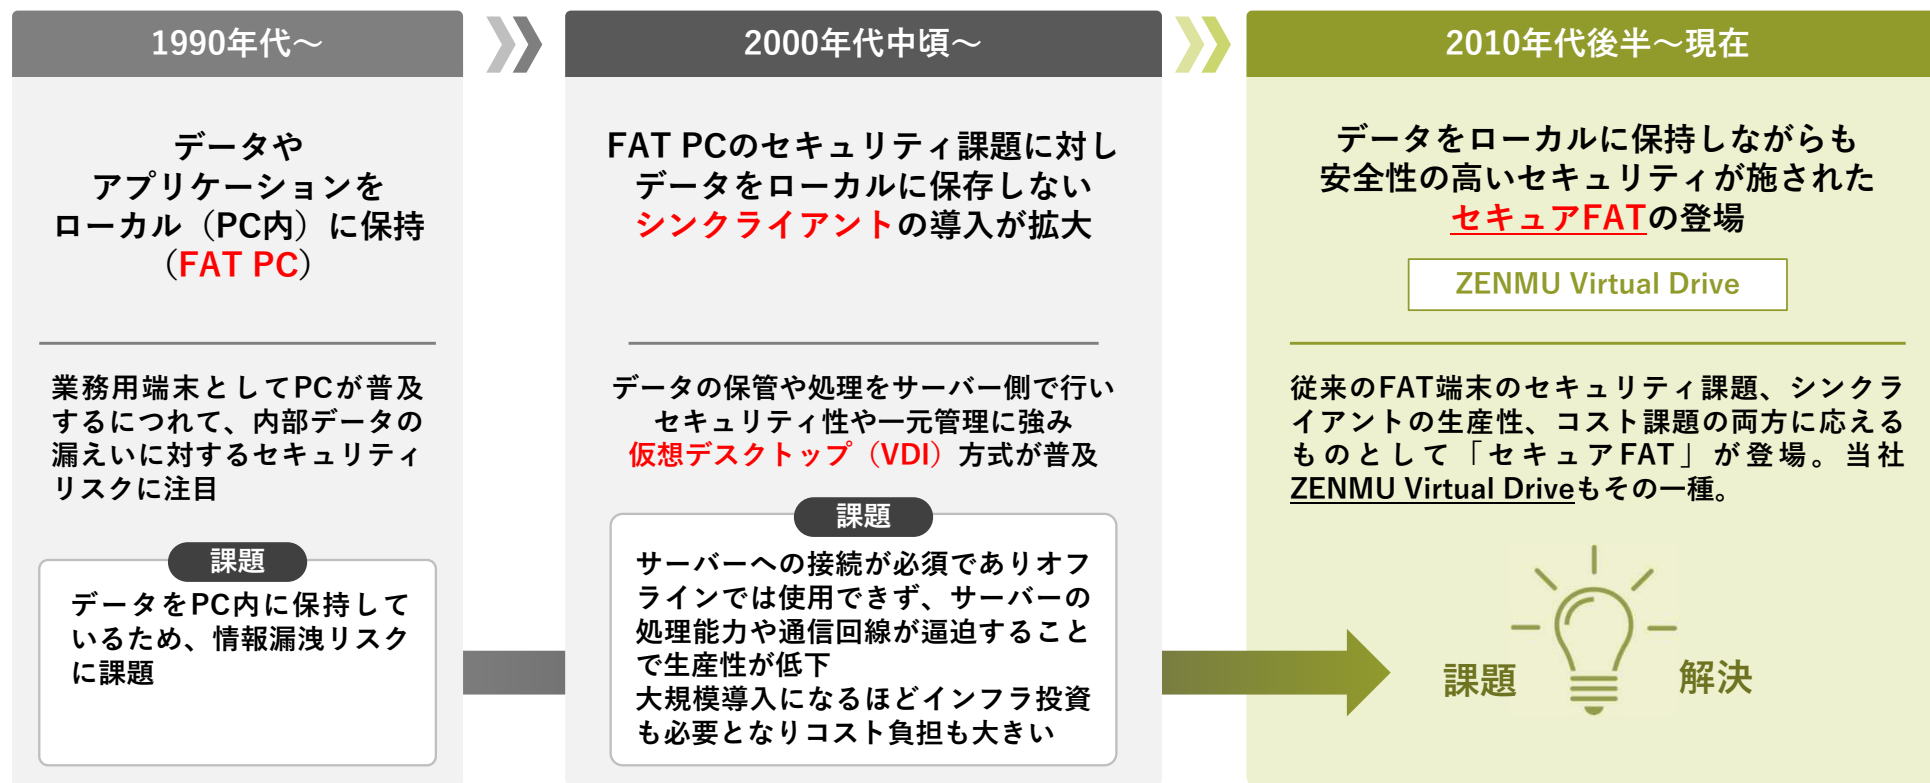 1990年代～
データや
アプリケーションを
ローカル（PC内）に保持
（FAT PC）
業務用端末としてPCが普及
するにつれて、内部データの
漏えいに対するセキュリティ
リスクに注目
課題
データをPC内に保持して
いるため、情報漏洩リスク
に課題
2000年代中頃～
FAT PCのセキュリティ課題に対し
データをローカルに保存しない
シンクライアントの導入が拡大
データの保管や処理をサーバー側で行い
セキュリティ性や一元管理に強み
仮想デスクトップ（VDI）方式が普及
課題
サーバーへの接続が必須でありオフ
ラインでは使用できず、サーバーの
処理能力や通信回線が逼迫すること
で生産性が低下
大規模導入になるほどインフラ投資
も必要となりコスト負担も大きい
2010年代後半～現在
データをローカルに保持しながらも
安全性の高いセキュリティが施された
セキュアFATの登場
ZENMU Virtual Drive
従来のFAT端末のセキュリティ課題、シンクラ
イアントの生産性、コスト課題の両方に応える
ものとして「セキュアFAT」が登場。当社
ZENMU Virtual Driveもその一種。
課題 解決